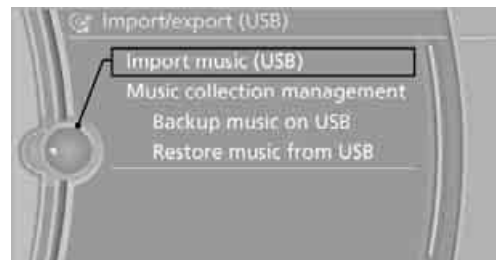 Import/export (USB)
Import music (USB)
Music collection management
Backup music on USB
Restore music from USB